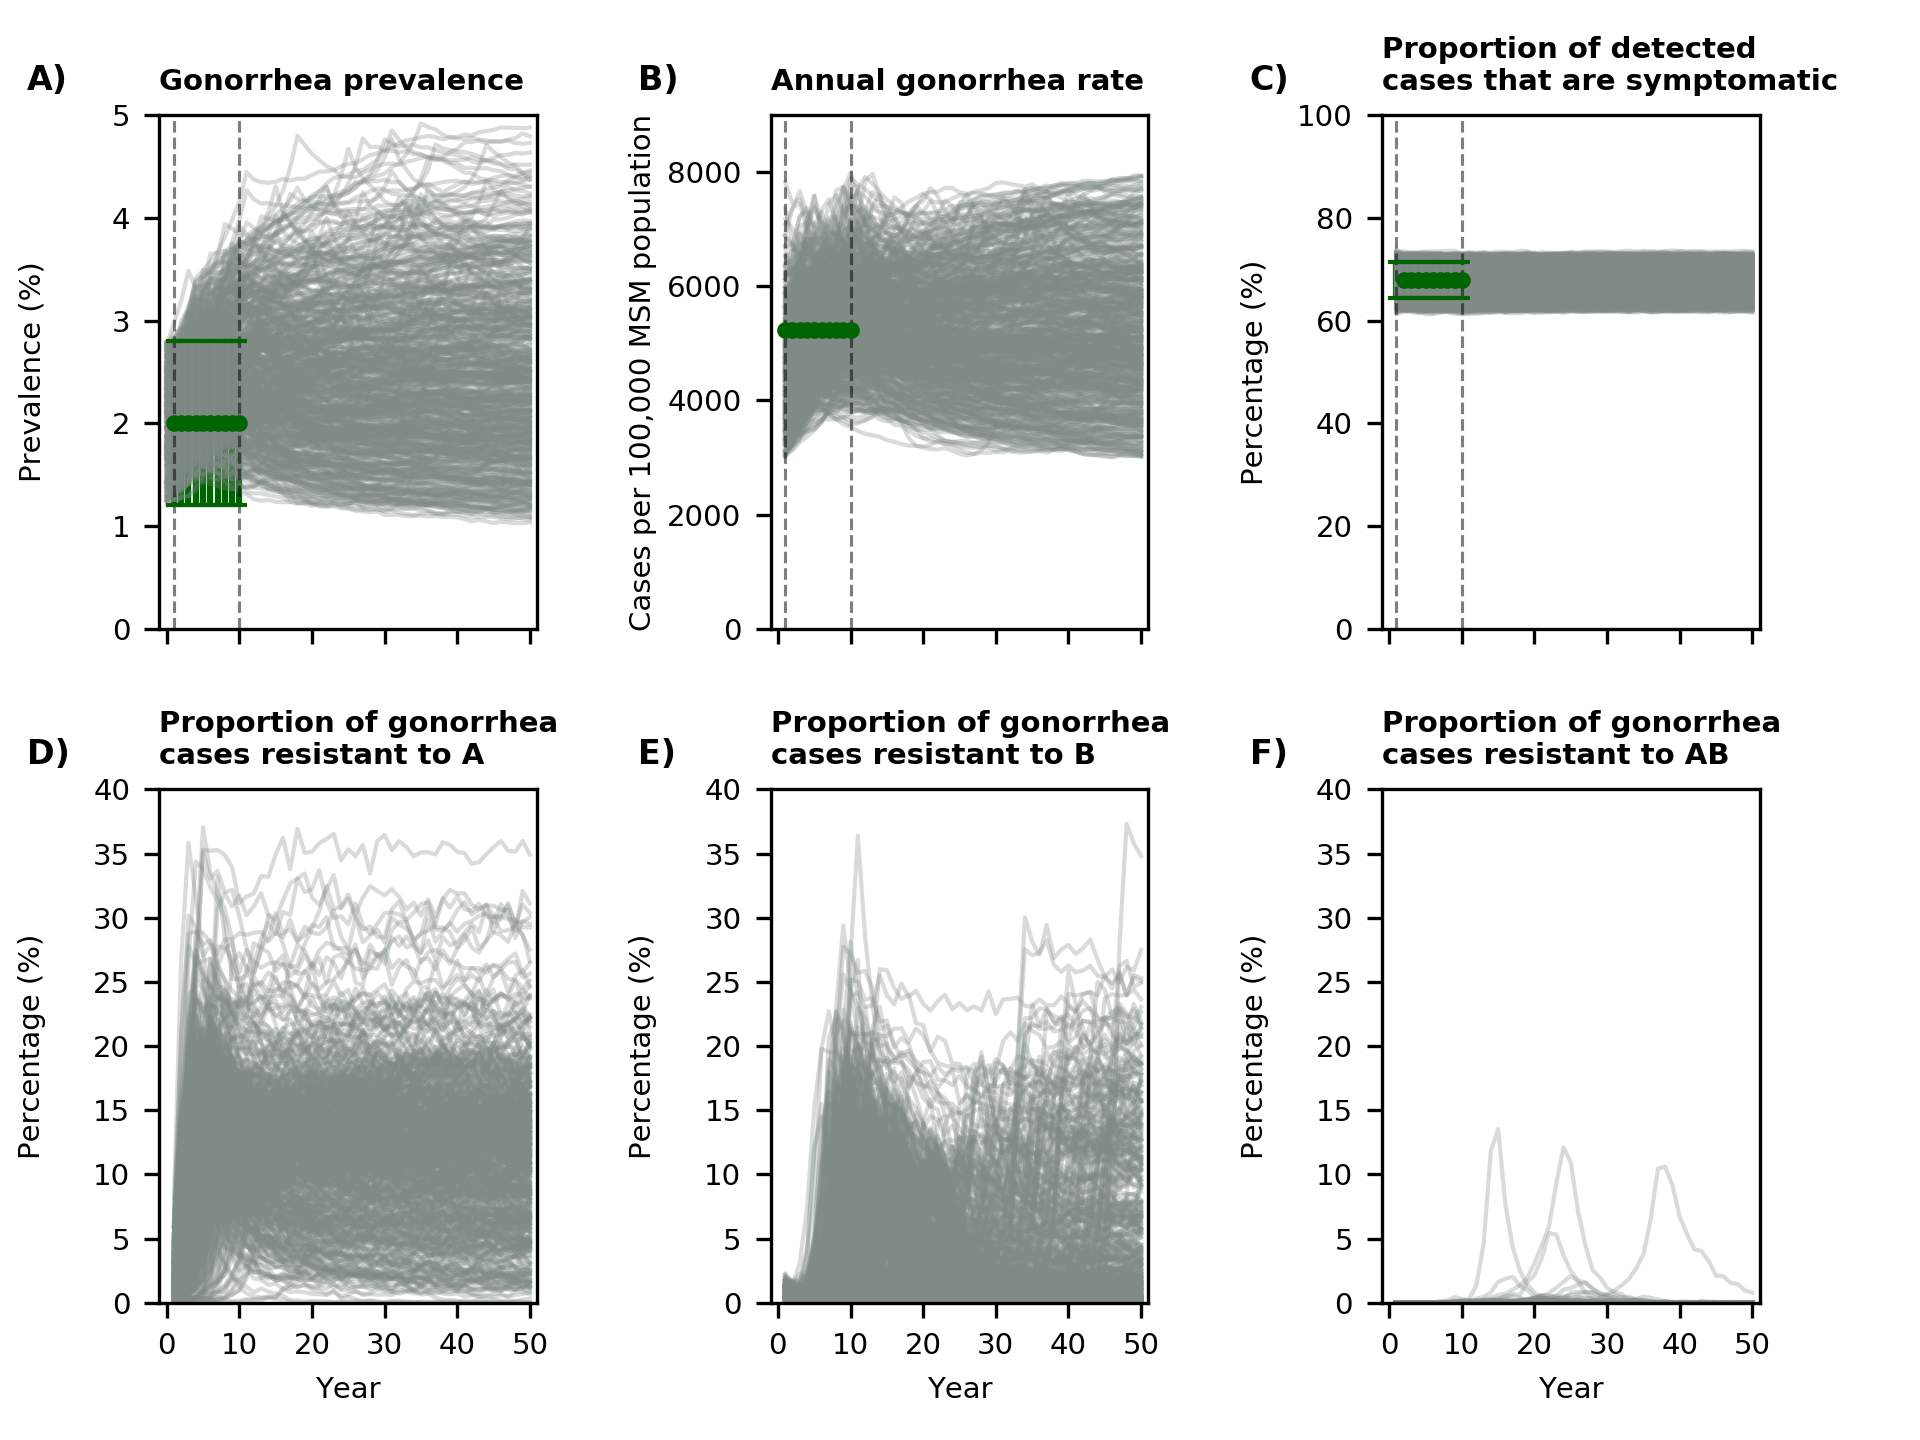 A) Gonorrhea prevalence
Prevalence (%)
5
4
3
2
1
0
B) Annual gonorrhea rate
Cases per 100,000 MSM population
8000
6000
4000
2000
0
C) Proportion of detected
cases that are symptomatic
Percentage (%)
100
80
60
40
20
0
D) Proportion of gonorrhea
cases resistant to A
Percentage (%)
40
35
30
25
20
15
10
5
0
0 10 20 30 40 50
Year
E) Proportion of gonorrhea
cases resistant to B
Percentage (%)
40
35
30
25
20
15
10
5
0
0 10 20 30 40 50
Year
F) Proportion of gonorrhea
cases resistant to AB
Percentage (%)
40
35
30
25
20
15
10
5
0
0 10 20 30 40 50
Year